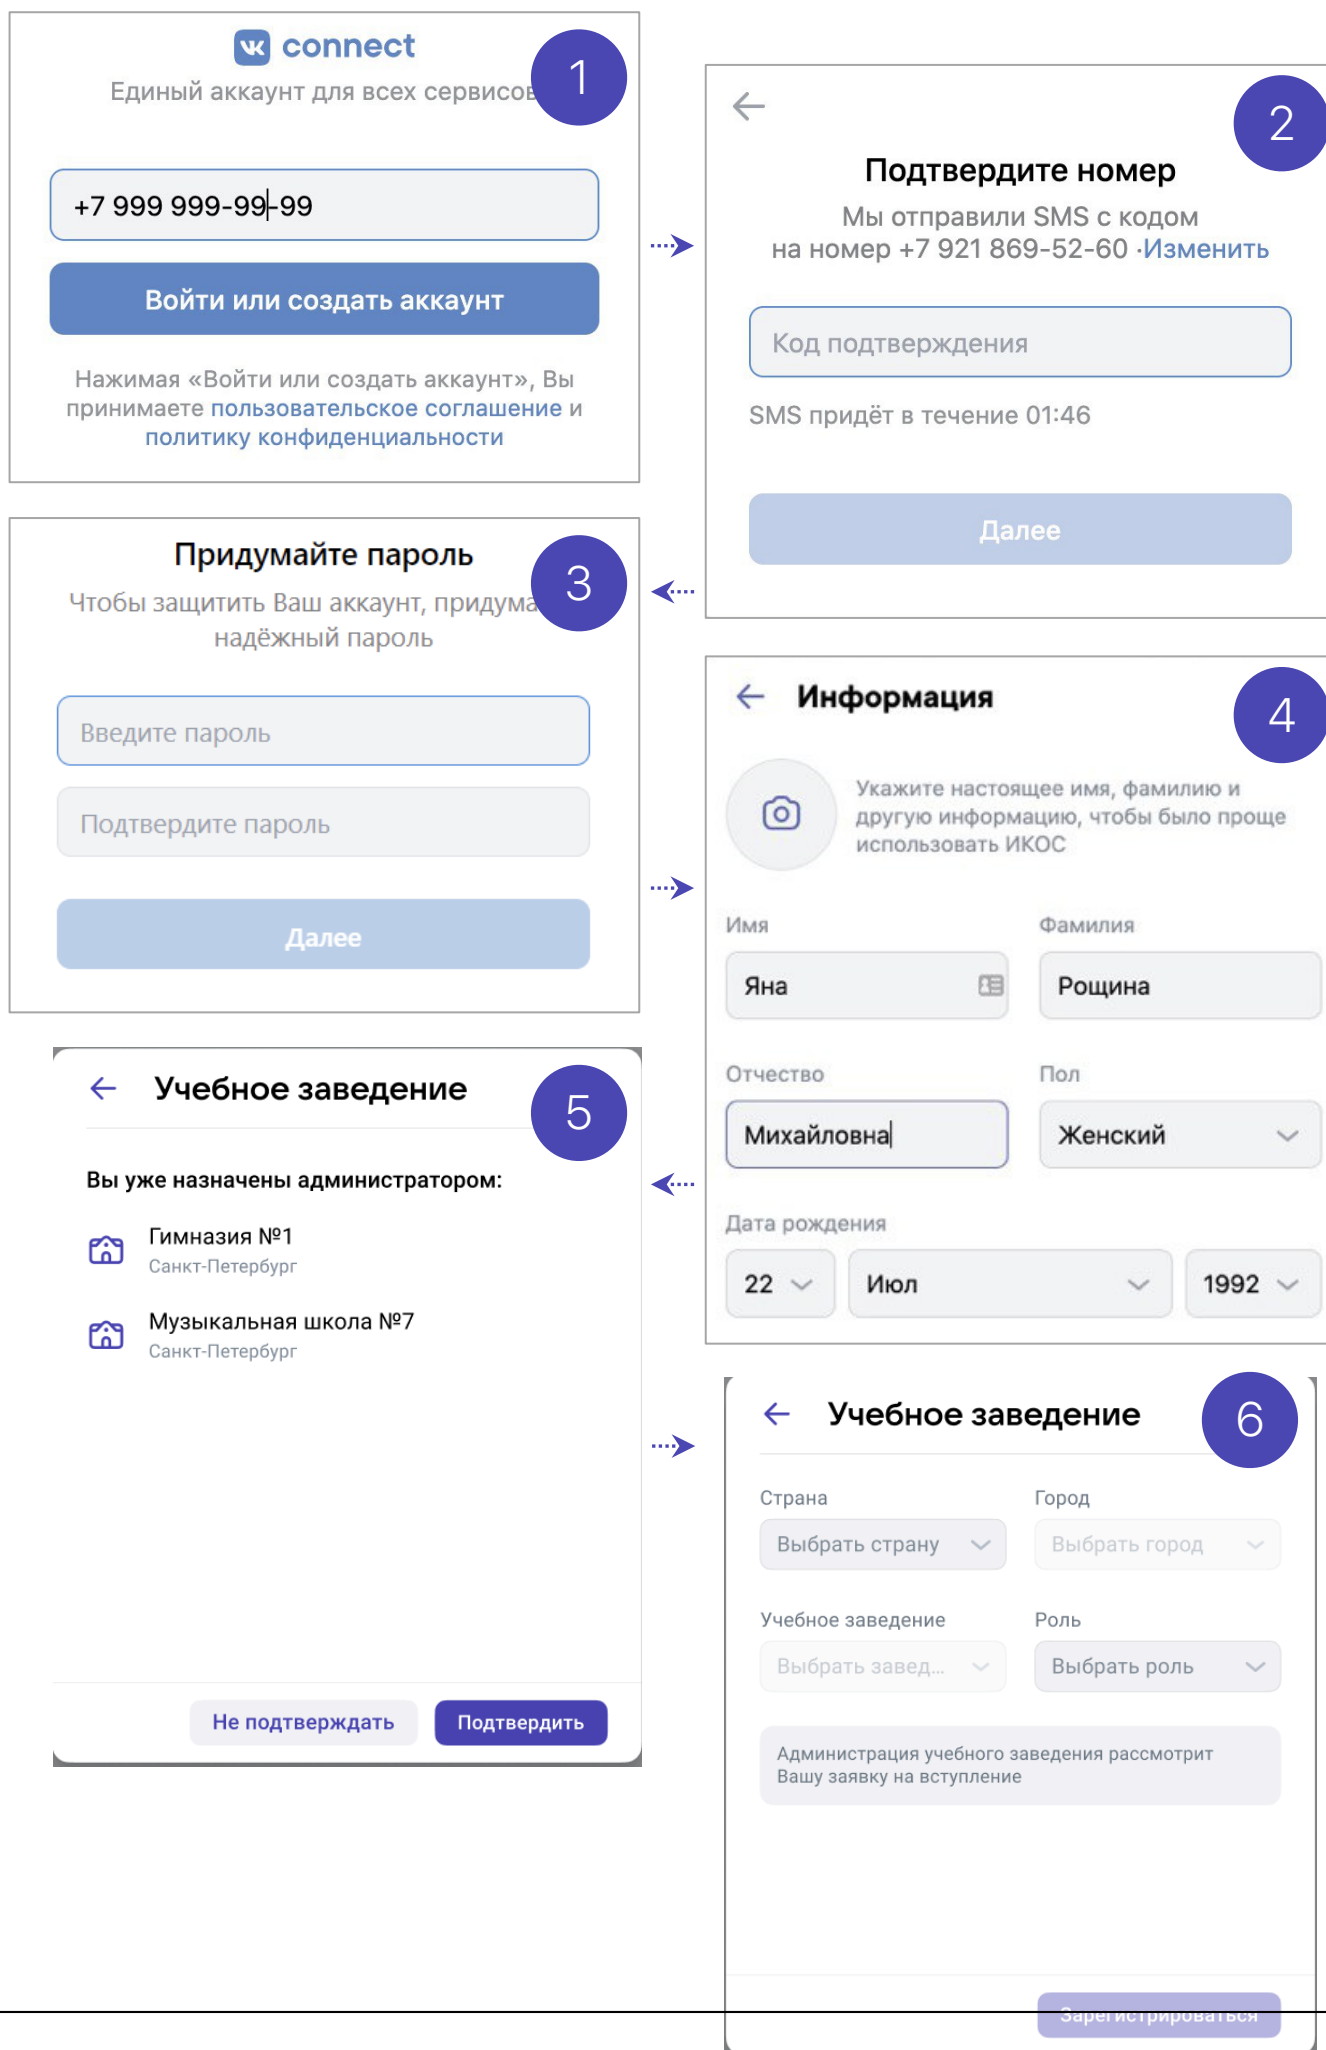 VK connect
1
Единый аккаунт для всех сервисов
+7 999 999-99-99
Войти или создать аккаунт
Нажимая «Войти или создать аккаунт», Вы
принимаете пользовательское соглашение и
политику конфиденциальности
2
Подтвердите номер
Мы отправили SMS с кодом
на номер +7 921 869-52-60 ·Изменить
Код подтверждения
SMS придёт в течение 01:46
Далее
3
Придумайте пароль
Чтобы защитить Ваш аккаунт,
надёжный пароль
Введите пароль
Подтвердите пароль
Далее
4
Информация
Укажите настоящее имя, фамилию и
другую информацию, чтобы было проще
использовать ИКОС
Имя
Фамилия
Яна
Рощина
Отчество
Пол
Михайловна
Женский
Дата рождения
22
Июл
1992
5
Учебное заведение
Вы уже назначены администратором:
Гимназия №1
Санкт-Петербург
Музыкальная школа №7
Санкт-Петербург
Не подтверждать
Подтвердить
6
Учебное заведение
Страна
Город
Выбрать страну
Выбрать город
Учебное заведение
Роль
Выбрать завед...
Выбрать роль
Администрация учебного заведения рассмотрит
Вашу заявку на вступление
Зарегистрироваться